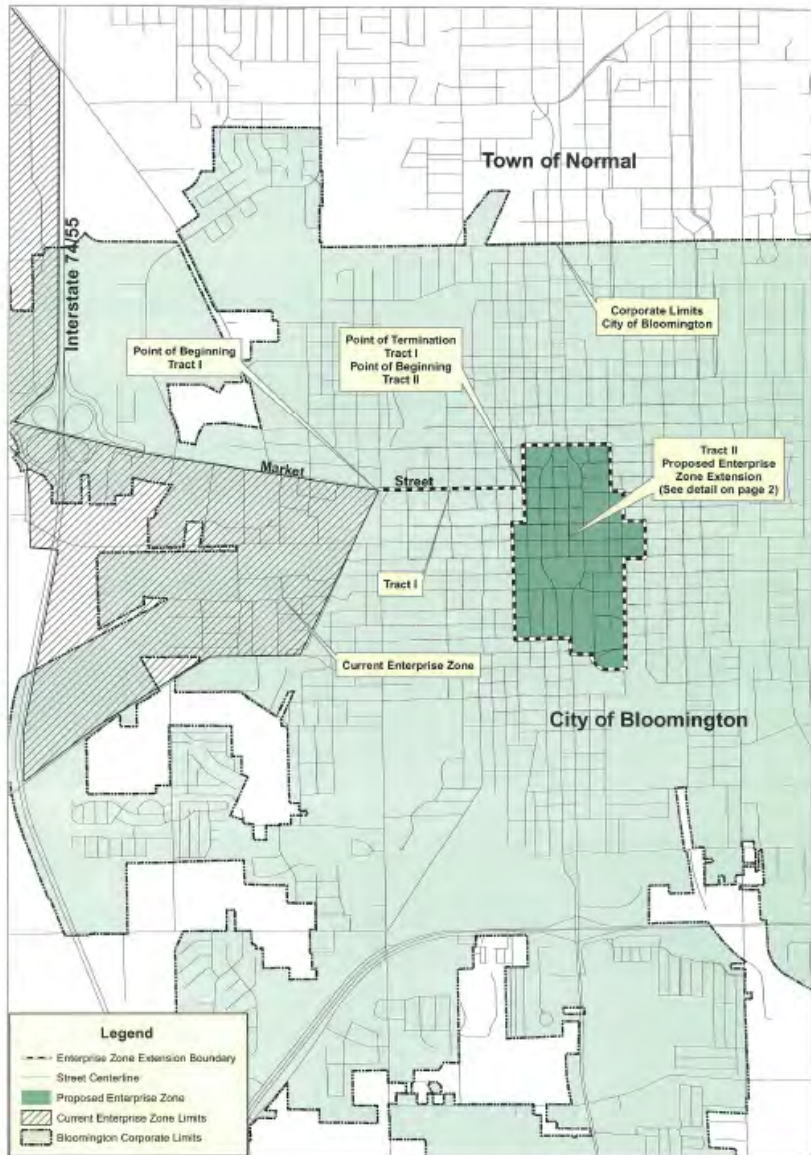 Town of Normal
Interstate 74/55
Corporate Limits
City of Bloomington
Point of Beginning
Tract I
Point of Termination
Tract I
Point of Beginning
Tract II
Tract II
Proposed Enterprise
Zone Extension
(See detail on page 2)
Market Street
Tract I
Current Enterprise Zone
City of Bloomington
Legend
Enterprise Zone Extension Boundary
Street Centerline
Proposed Enterprise Zone
Current Enterprise Zone Limits
Bloomington Corporate Limits